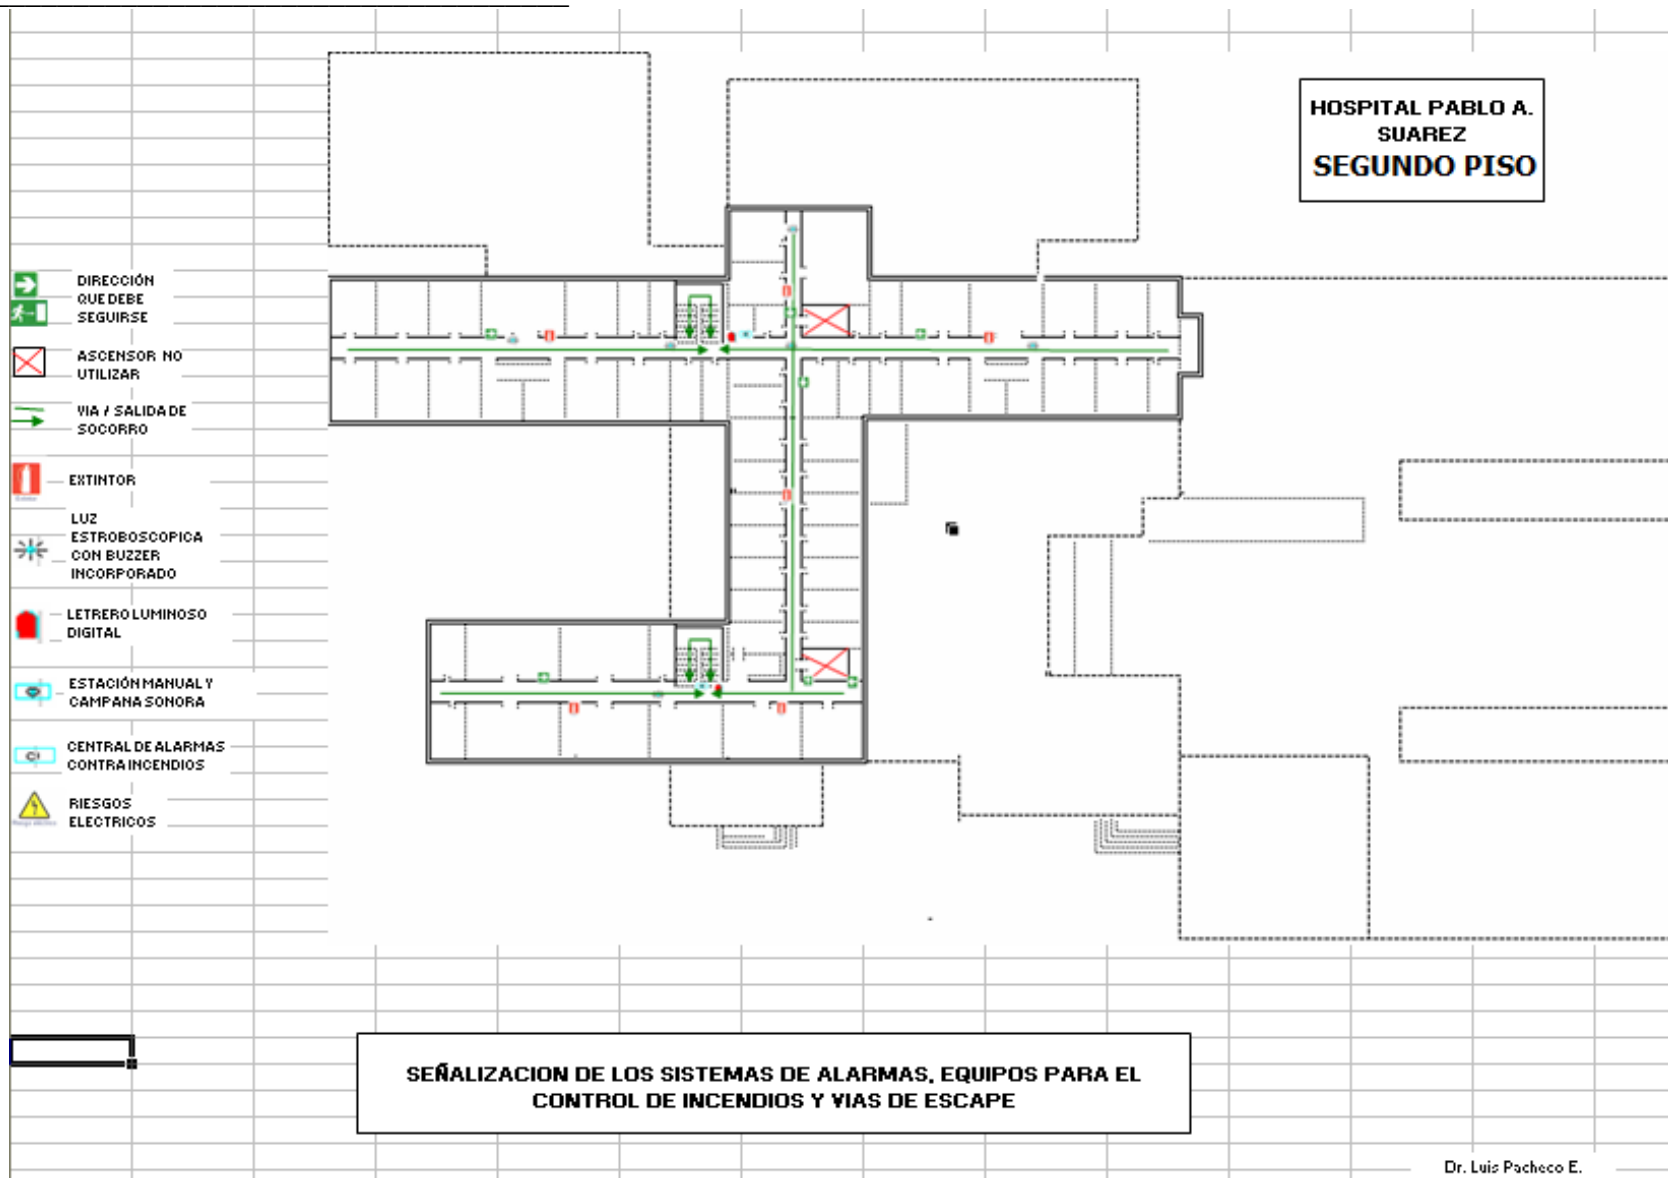 HOSPITAL PABLO A.
SUAREZ
SEGUNDO PISO
DIRECCIÓN
QUE DEBE
SEGUIRSE
ASCENSOR NO
UTILIZAR
VIA / SALIDA DE
SOCORRO
EXTINTOR
LUZ
ESTROBOSCOPICA
CON BUZZER
INCORPORADO
LETRERO LUMINOSO
DIGITAL
ESTACIÓN MANUAL Y
CAMPANA SONORA
CENTRAL DE ALARMAS
CONTRA INCENDIOS
RIESGOS
ELECTRICOS
SEÑALIZACION DE LOS SISTEMAS DE ALARMAS, EQUIPOS PARA EL
CONTROL DE INCENDIOS Y VIAS DE ESCAPE
Dr. Luis Pacheco E.